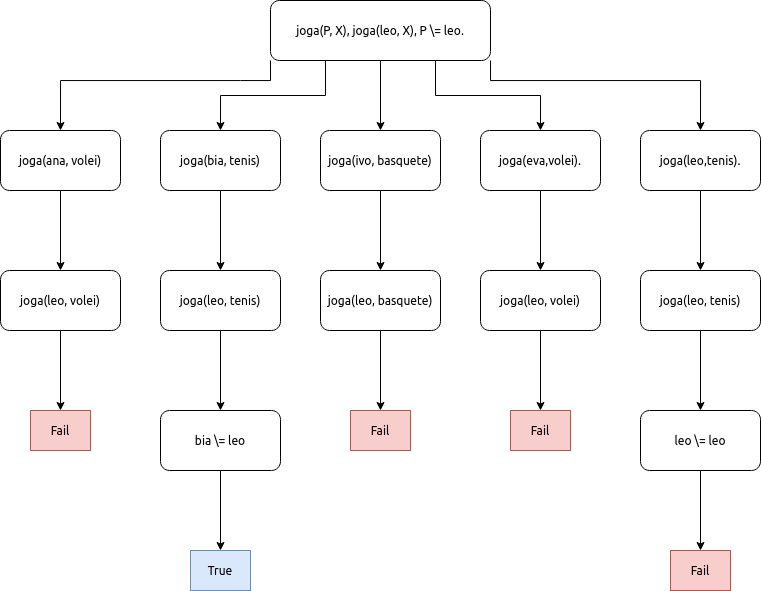 joga(P, X), joga(leo, X), P \= leo.
joga(ana, volei)
joga(bia, tenis)
joga(ivo, basquete)
joga(eva,volei).
joga(leo,tenis).
joga(leo, volei)
joga(leo, tenis)
joga(leo, basquete)
joga(leo, volei)
joga(leo, tenis)
Fail
bia \= leo
Fail
Fail
leo \= leo
True
Fail